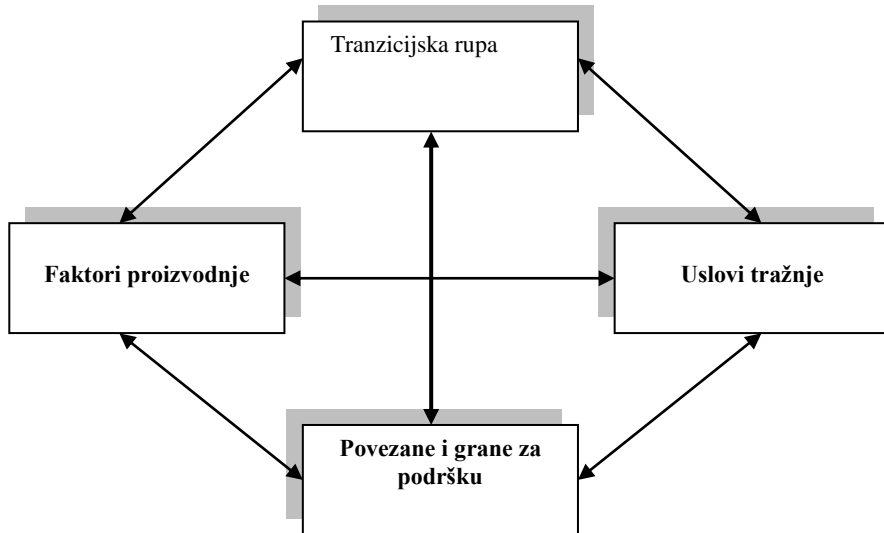 Tranzicijska rupa
Faktori proizvodnje
Uslovi tražnje
Povezane i grane za
podršku